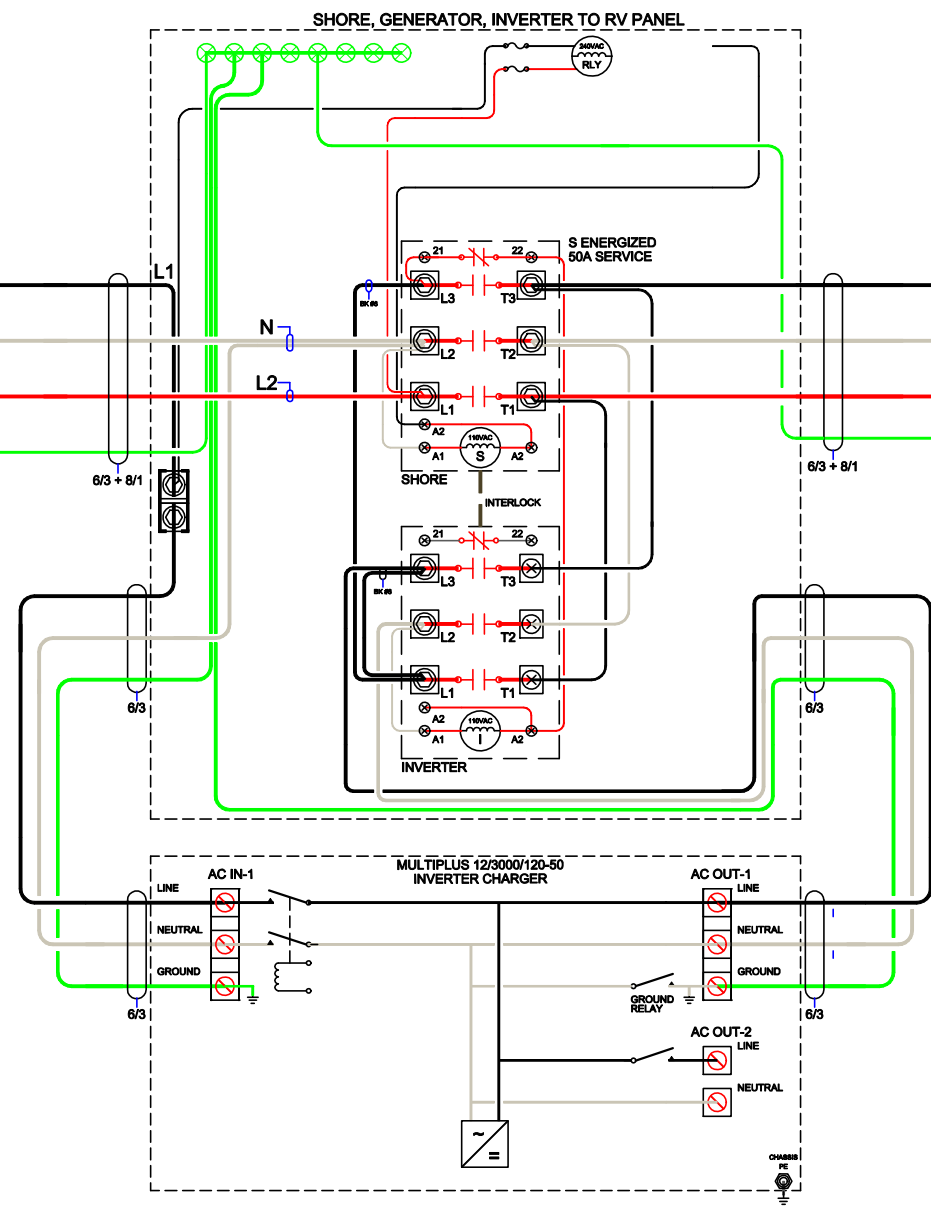 SHORE, GENERATOR, INVERTER TO RV PANEL
240VAC
RLY
S ENERGIZED
50A SERVICE
21
22
L1
BK #6
L3
T3
N
L2
T2
L2
L1
T1
A2
110VAC
S
A1
A2
6/3 + 8/1
6/3 + 8/1
SHORE
INTERLOCK
21
22
L3
T3
BK #6
L2
T2
L1
T1
6/3
6/3
A2
110VAC
I
A1
A2
INVERTER
MULTIPLUS 12/3000/120-50
INVERTER CHARGER
AC IN-1
AC OUT-1
LINE
LINE
NEUTRAL
NEUTRAL
GROUND
GROUND
GROUND
RELAY
6/3
6/3
AC OUT-2
LINE
NEUTRAL
~
=
CHASSIS
PE